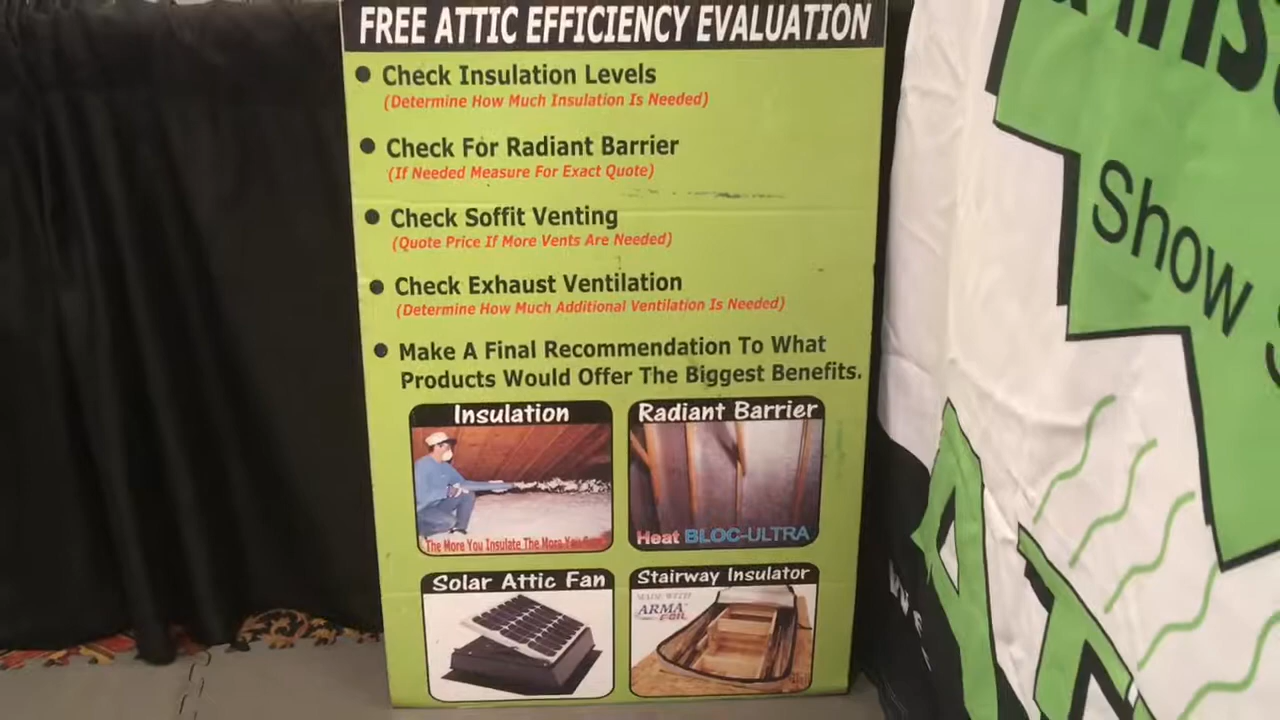 FREE ATTIC EFFICIENCY EVALUATION
Check Insulation Levels
(Determine How Much Insulation Is Needed)
Check For Radiant Barrier
(If Needed Measure For Exact Quote)
Check Soffit Venting
(Quote Price If More Vents Are Needed)
Check Exhaust Ventilation
(Determine How Much Additional Ventilation Is Needed)
Make A Final Recommendation To What
Products Would Offer The Biggest Benefits.
Insulation
The More You Insulate The More You
Radiant Barrier
Heat BLOC-ULTRA
Solar Attic Fan
Stairway Insulator
MADE WITH
ARMA
FOIL
Show